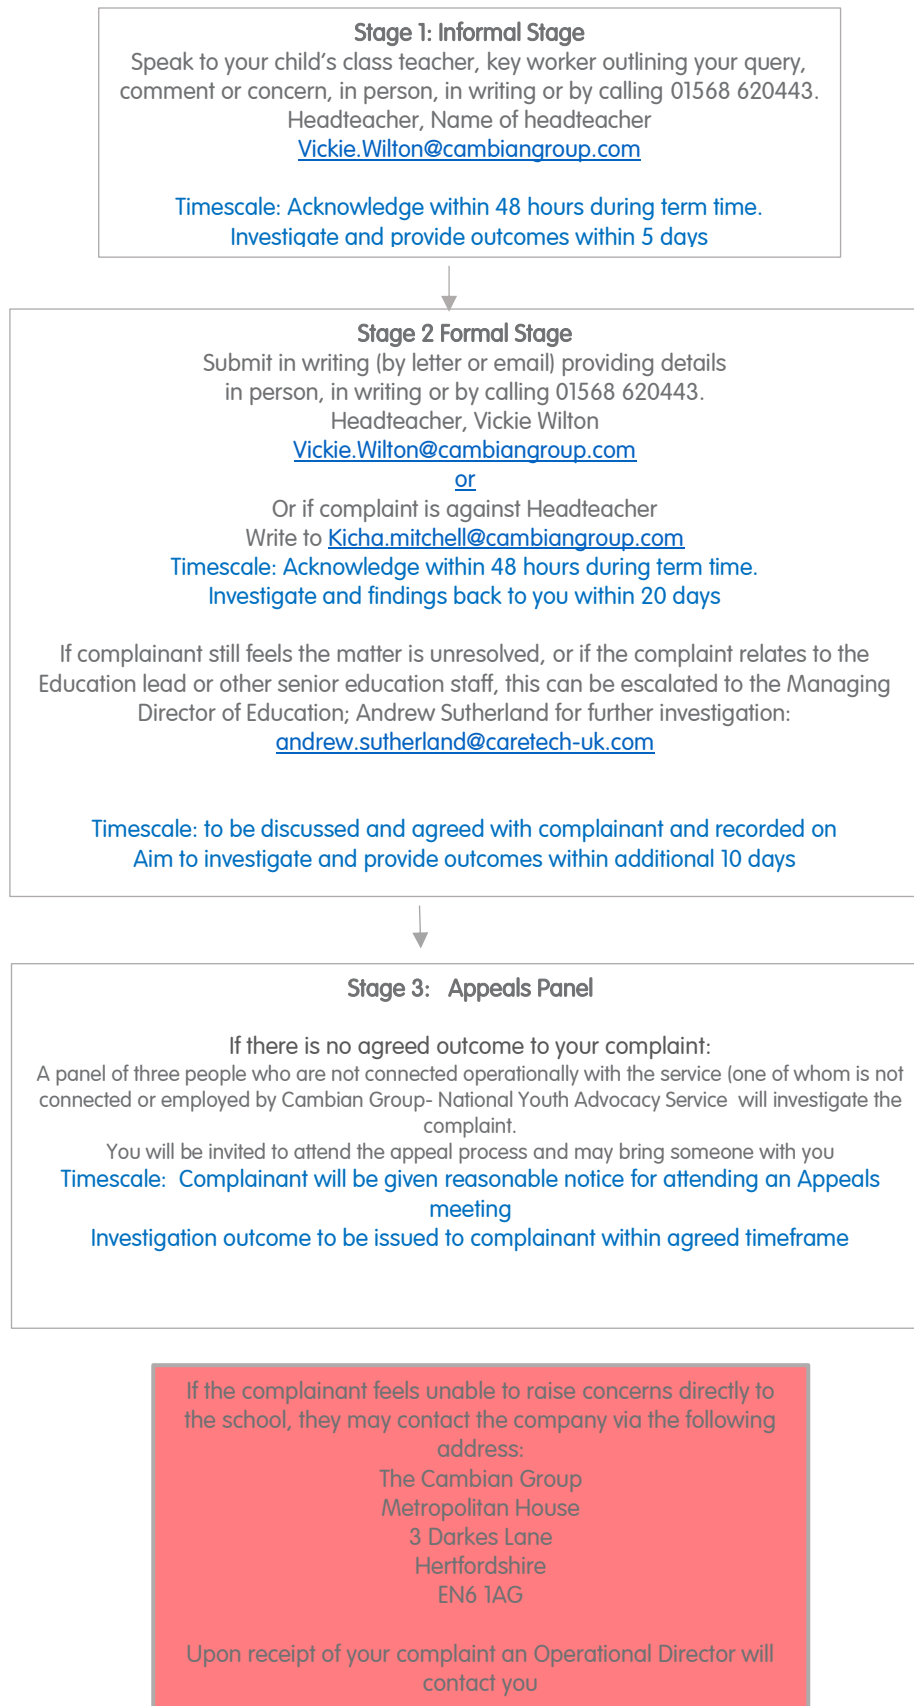 Stage 1: Informal Stage
Speak to your child's class teacher, key worker outlining your query,
comment or concern, in person, in writing or by calling 01568 620443.
Headteacher, Name of headteacher
Vickie.Wilton@cambiangroup.com
Timescale: Acknowledge within 48 hours during term time.
Investigate and provide outcomes within 5 days
Stage 2 Formal Stage
Submit in writing (by letter or email) providing details
in person, in writing or by calling 01568 620443.
Headteacher, Vickie Wilton
Vickie.Wilton@cambiangroup.com
or
Or if complaint is against Headteacher
Write to Kicha.mitchell@cambiangroup.com
Timescale: Acknowledge within 48 hours during term time.
Investigate and findings back to you within 20 days
If complainant still feels the matter is unresolved, or if the complaint relates to the
Education lead or other senior education staff, this can be escalated to the Managing
Director of Education; Andrew Sutherland for further investigation:
andrew.sutherland@caretech-uk.com
Timescale: to be discussed and agreed with complainant and recorded on
Aim to investigate and provide outcomes within additional 10 days
Stage 3: Appeals Panel
If there is no agreed outcome to your complaint:
A panel of three people who are not connected operationally with the service (one of whom is not
connected or employed by Cambian Group- National Youth Advocacy Service will investigate the
complaint.
You will be invited to attend the appeal process and may bring someone with you
Timescale: Complainant will be given reasonable notice for attending an Appeals
meeting
Investigation outcome to be issued to complainant within agreed timeframe
If the complainant feels unable to raise concerns directly to
the school, they may contact the company via the following
address:
The Cambian Group
Metropolitan House
3 Darkes Lane
Hertfordshire
EN6 1AG
Upon receipt of your complaint an Operational Director will
contact you